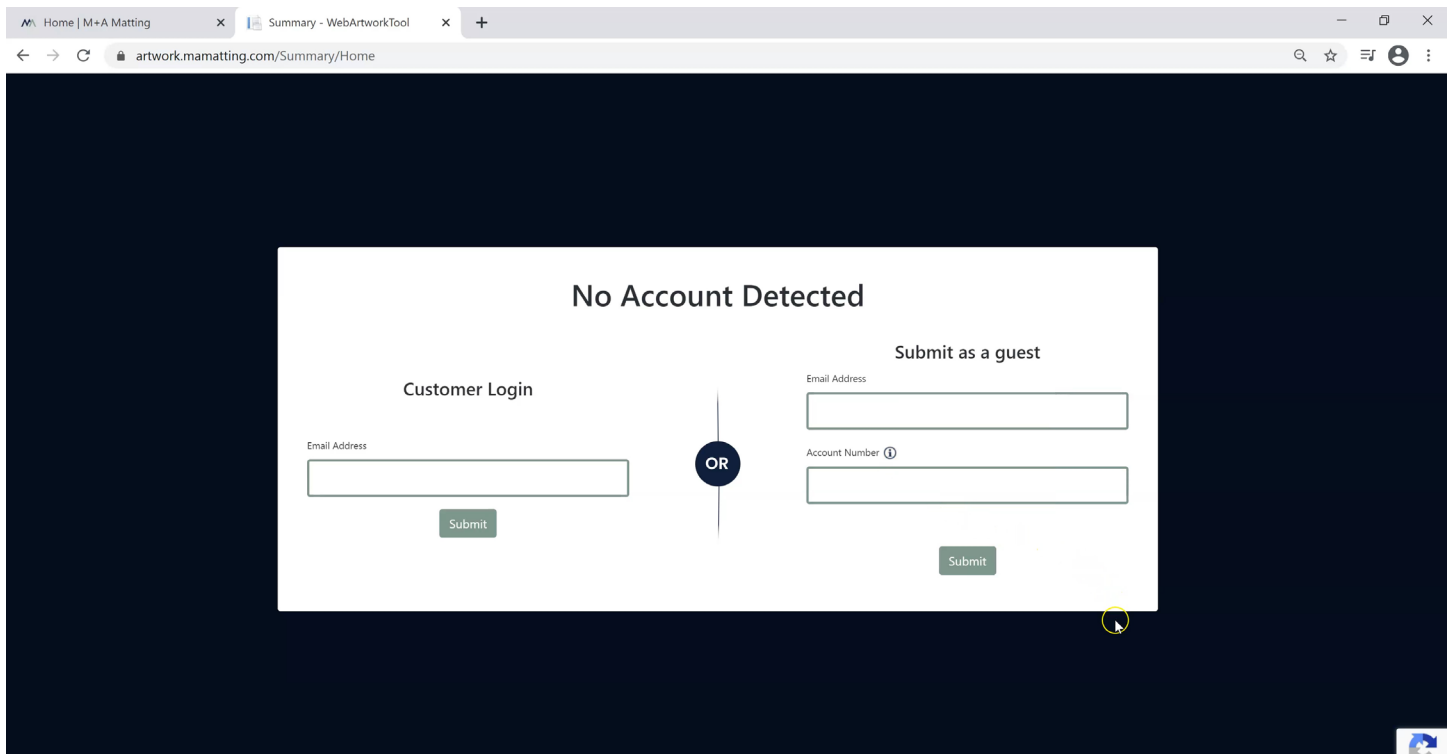 Home | M+A Matting
Summary - WebArtworkTool
artwork.mamatting.com/Summary/Home
No Account Detected
Customer Login
Email Address
Submit
OR
Submit as a guest
Email Address
Account Number
Submit